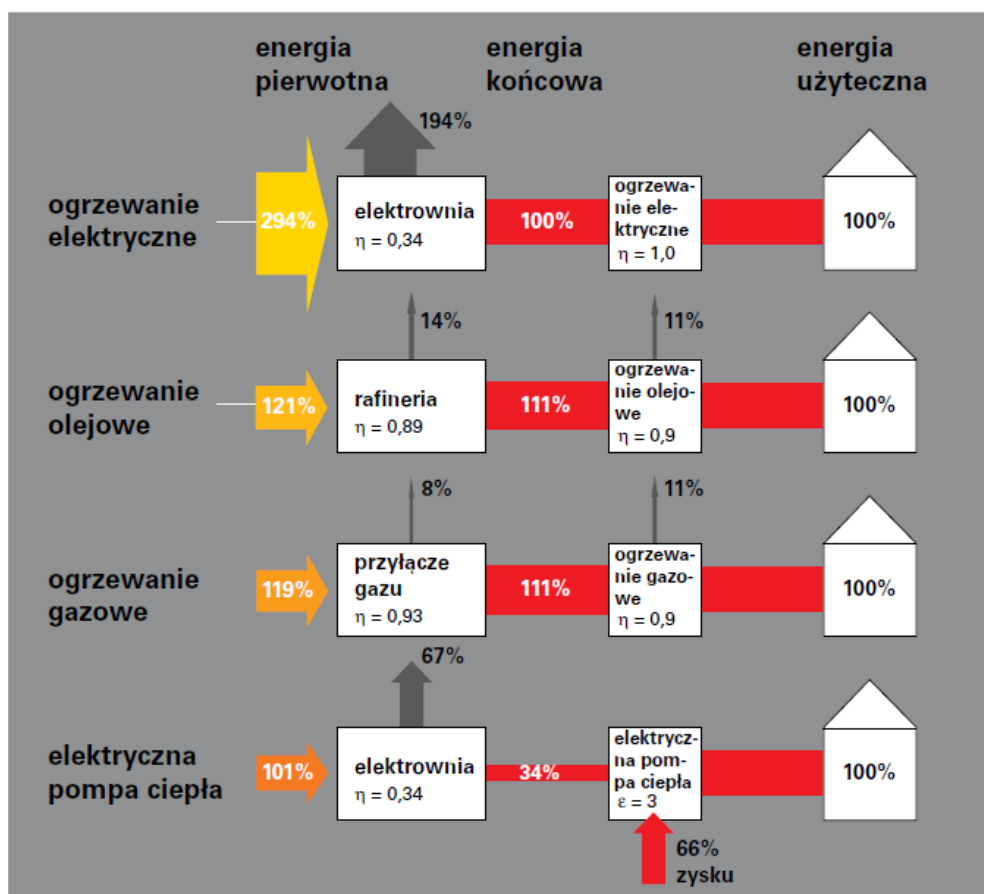 energia
pierwotna
energia
końcowa
energia
użyteczna
194%
ogrzewanie
elektryczne
294%
elektrownia
η = 0,34
100%
ogrzewa-
nie ele-
ktryczne
η = 1,0
100%
14%
11%
ogrzewanie
olejowe
121%
rafineria
η = 0,89
111%
ogrzewa-
nie olejo-
we
η = 0,9
100%
8%
11%
ogrzewanie
gazowe
119%
przyłącze
gazu
η = 0,93
111%
ogrzewa-
nie gazo-
we
η = 0,9
100%
67%
elektryczna
pompa ciepła
101%
elektrownia
η = 0,34
34%
elektrycz-
na pom-
pa ciepła
ε = 3
100%
66%
zysku